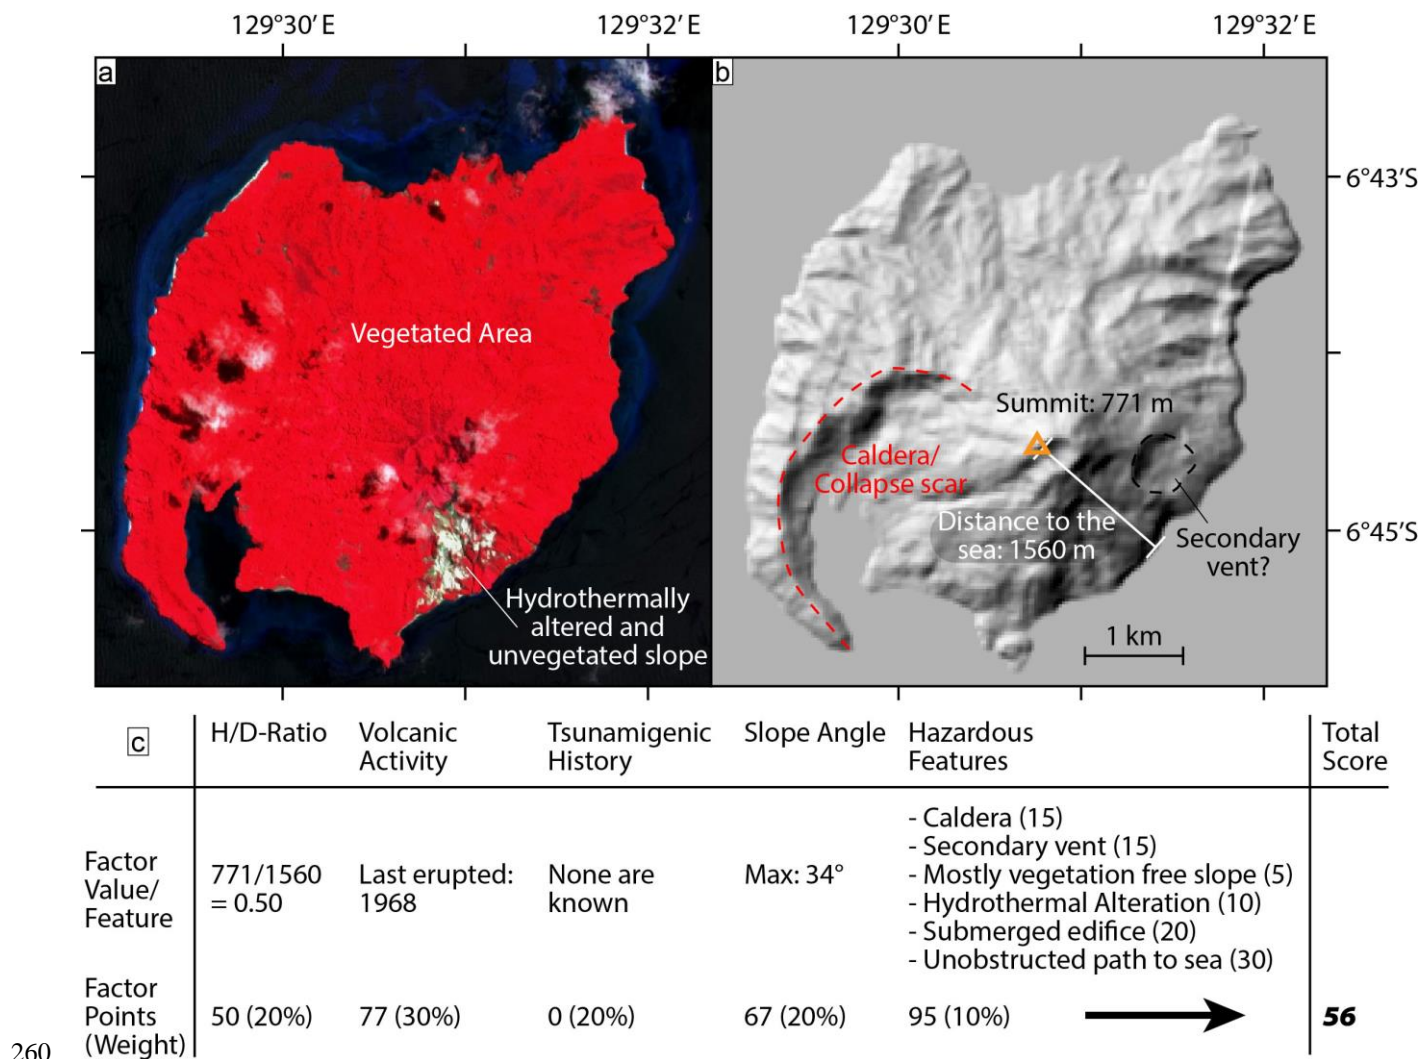 129°30′E
129°32′E
129°30′E
129°32′E
a
b
6°43′S
Vegetated Area
Summit: 771 m
Caldera/
Collapse scar
Distance to the
sea: 1560 m
6°45′S
Secondary
vent?
Hydrothermally
altered and
unvegetated slope
1 km
c
H/D-Ratio
Volcanic
Activity
Tsunamigenic
History
Slope Angle
Hazardous
Features
Total
Score
Factor
Value/
Feature
771/1560
= 0.50
Last erupted:
1968
None are
known
Max: 34°
- Caldera (15)
- Secondary vent (15)
- Mostly vegetation free slope (5)
- Hydrothermal Alteration (10)
- Submerged edifice (20)
- Unobstructed path to sea (30)
Factor
Points
(Weight)
50 (20%)
77 (30%)
0 (20%)
67 (20%)
95 (10%)
56
260